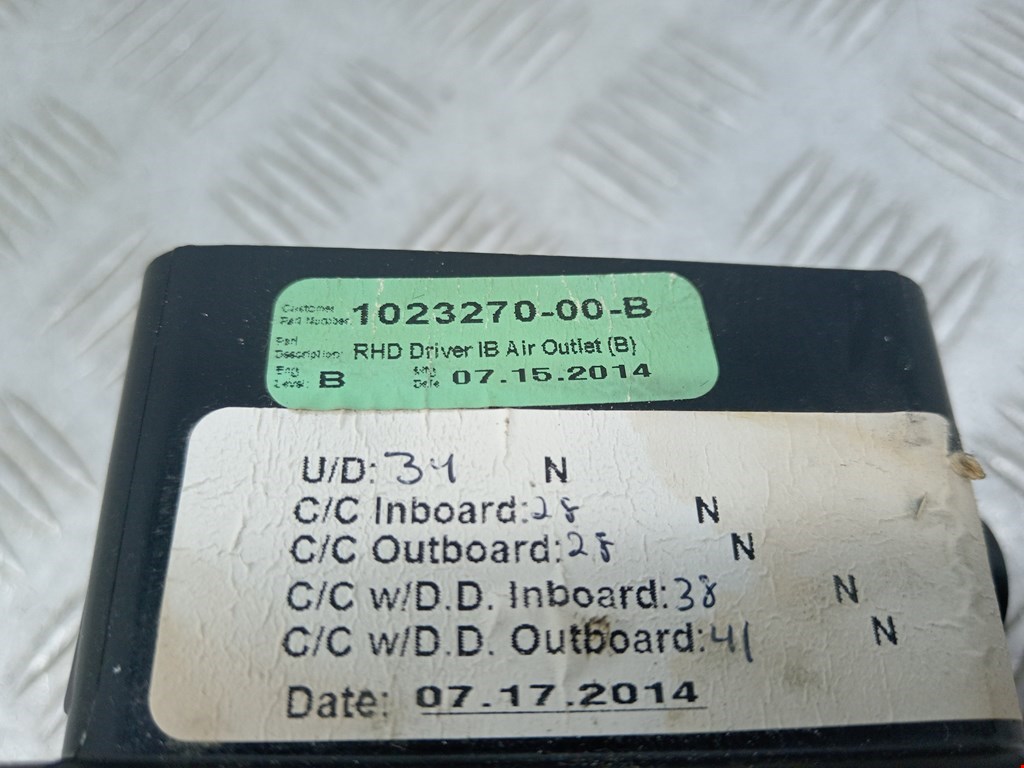 Customer
Part Number: 1023270-00-B
Part
Description: RHD Driver IB Air Outlet (B)
Eng Mfg
Level: B Date 07.15.2014
U/D: 34 N
C/C Inboard: 28 N
C/C Outboard: 28 N
C/C w/D.D. Inboard: 38 N
C/C w/D.D. Outboard: 41 N
Date: 07.17.2014